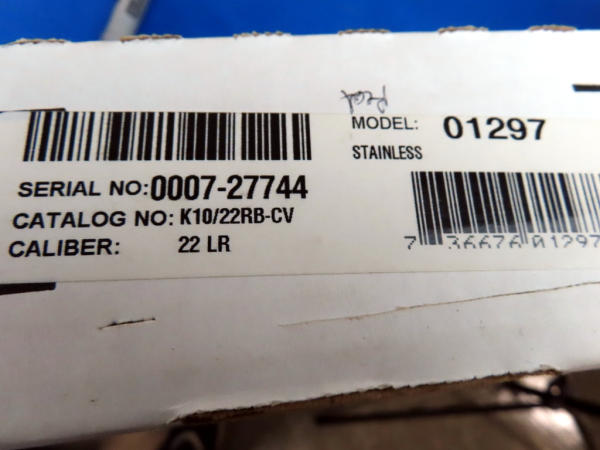 MODEL: 01297
STAINLESS
SERIAL NO: 0007-27744
CATALOG NO: K10/22RB-CV
CALIBER: 22 LR
7 36676 01297